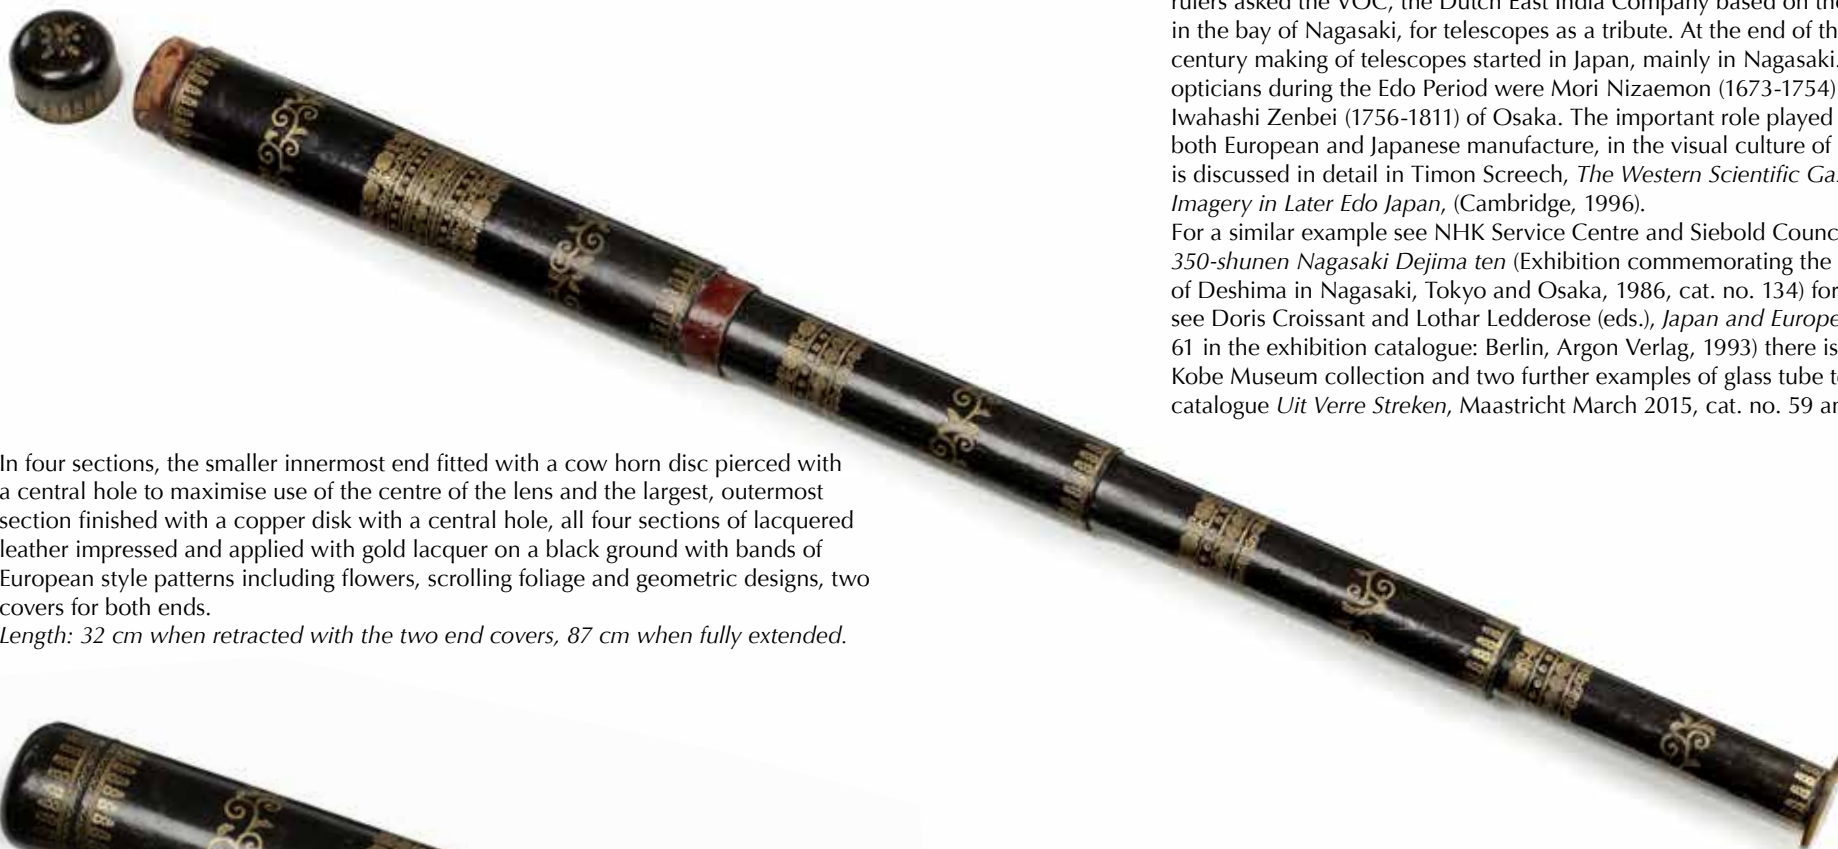 rulers asked the VOC, the Dutch East India Company based on the
in the bay of Nagasaki, for telescopes as a tribute. At the end of th
century making of telescopes started in Japan, mainly in Nagasaki.
opticians during the Edo Period were Mori Nizaemon (1673-1754)
Iwahashi Zenbei (1756-1811) of Osaka. The important role played
both European and Japanese manufacture, in the visual culture of
is discussed in detail in Timon Screech, The Western Scientific Ga
Imagery in Later Edo Japan, (Cambridge, 1996).
For a similar example see NHK Service Centre and Siebold Counc
350-shunen Nagasaki Dejima ten (Exhibition commemorating the
of Deshima in Nagasaki, Tokyo and Osaka, 1986, cat. no. 134) for
see Doris Croissant and Lothar Ledderose (eds.), Japan and Europe
61 in the exhibition catalogue: Berlin, Argon Verlag, 1993) there is
Kobe Museum collection and two further examples of glass tube t
catalogue Uit Verre Streken, Maastricht March 2015, cat. no. 59 an
In four sections, the smaller innermost end fitted with a cow horn disc pierced with
a central hole to maximise use of the centre of the lens and the largest, outermost
section finished with a copper disk with a central hole, all four sections of lacquered
leather impressed and applied with gold lacquer on a black ground with bands of
European style patterns including flowers, scrolling foliage and geometric designs, two
covers for both ends.
Length: 32 cm when retracted with the two end covers, 87 cm when fully extended.